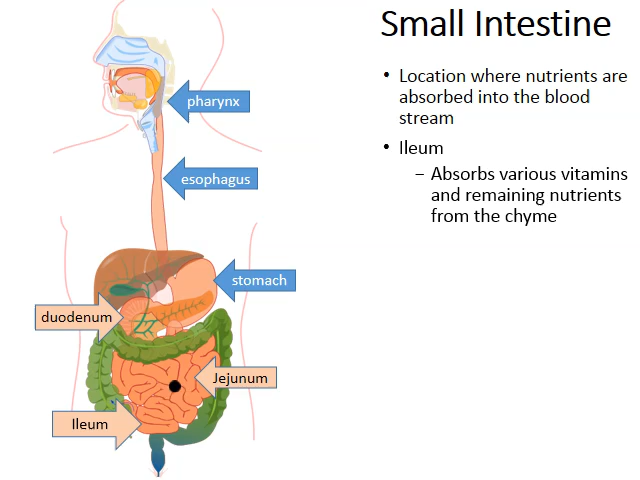 Small Intestine
• Location where nutrients are
absorbed into the blood
stream
• Ileum
– Absorbs various vitamins
and remaining nutrients
from the chyme
pharynx
esophagus
stomach
duodenum
Jejunum
Ileum